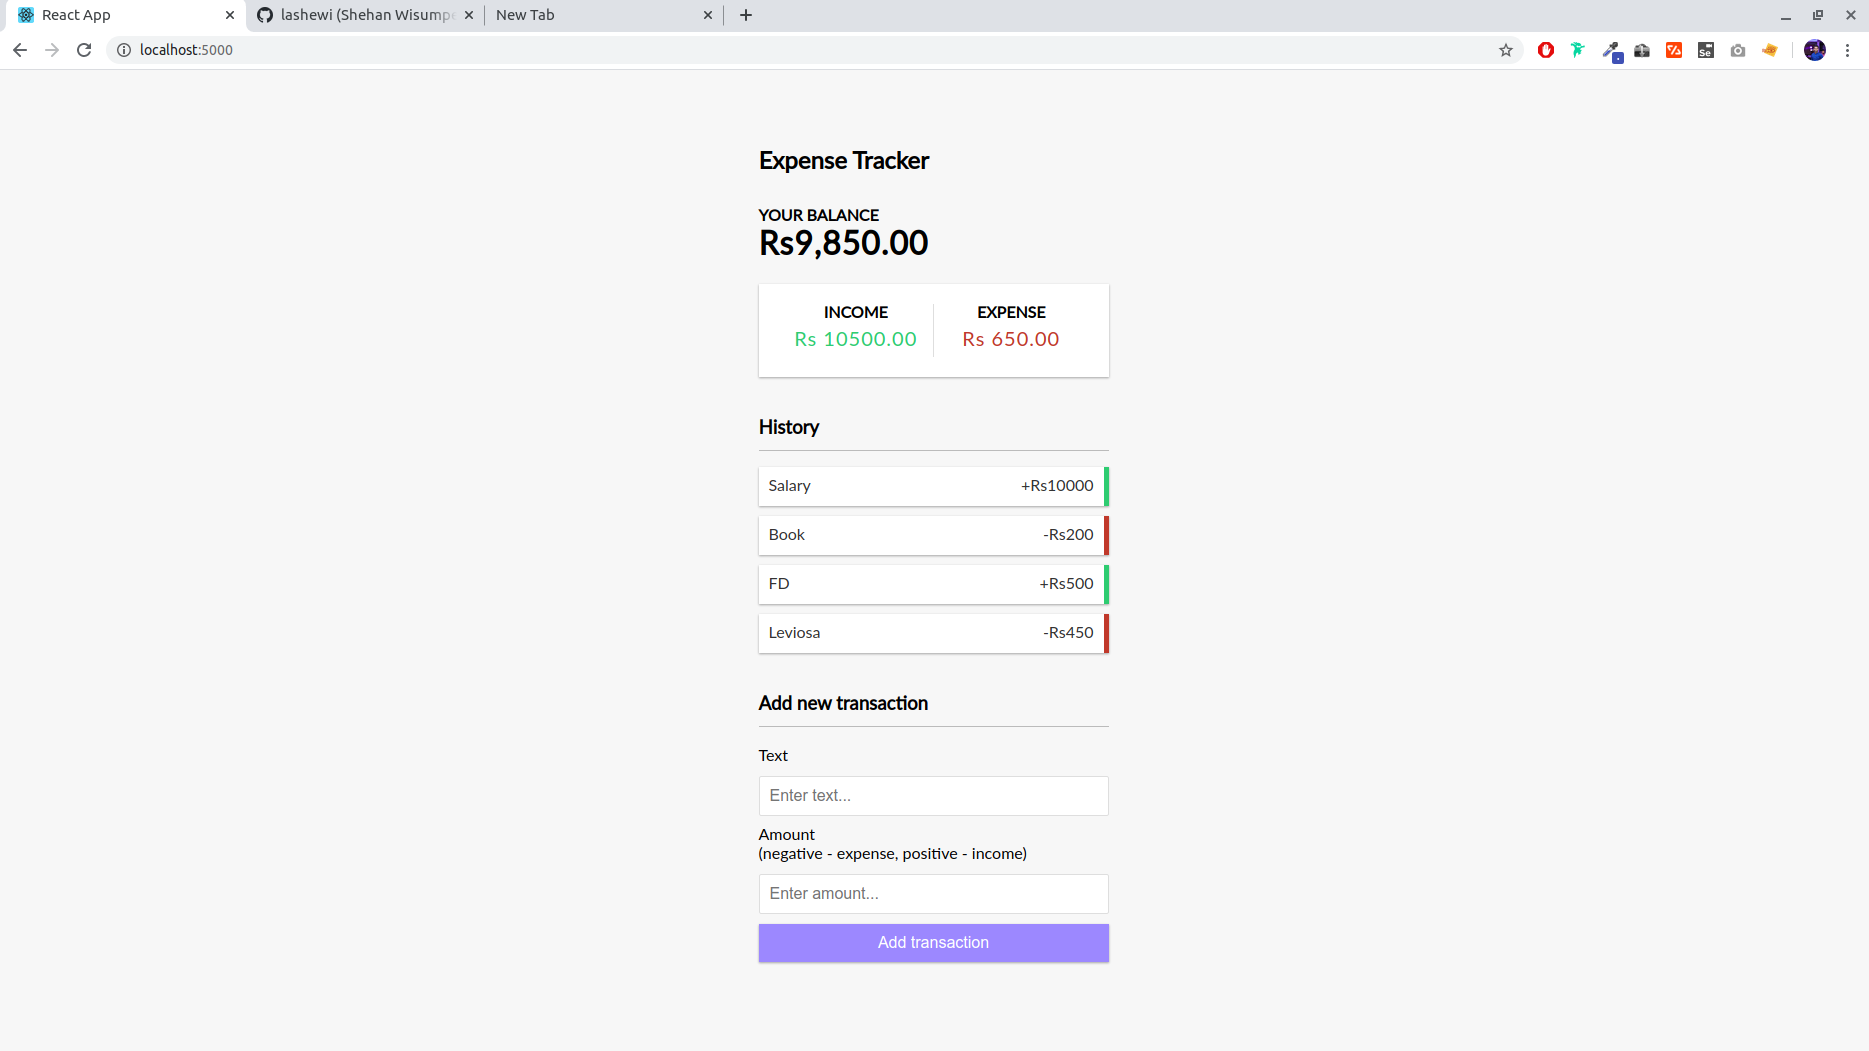 React App
lashewi (Shehan Wisumpe
New Tab
localhost:5000
Se
Expense Tracker
YOUR BALANCE
Rs9,850.00
INCOME EXPENSE
Rs 10500.00 Rs 650.00
History
Salary +Rs10000
Book -Rs200
FD +Rs500
Leviosa -Rs450
Add new transaction
Text
Enter text...
Amount
(negative - expense, positive - income)
Enter amount...
Add transaction